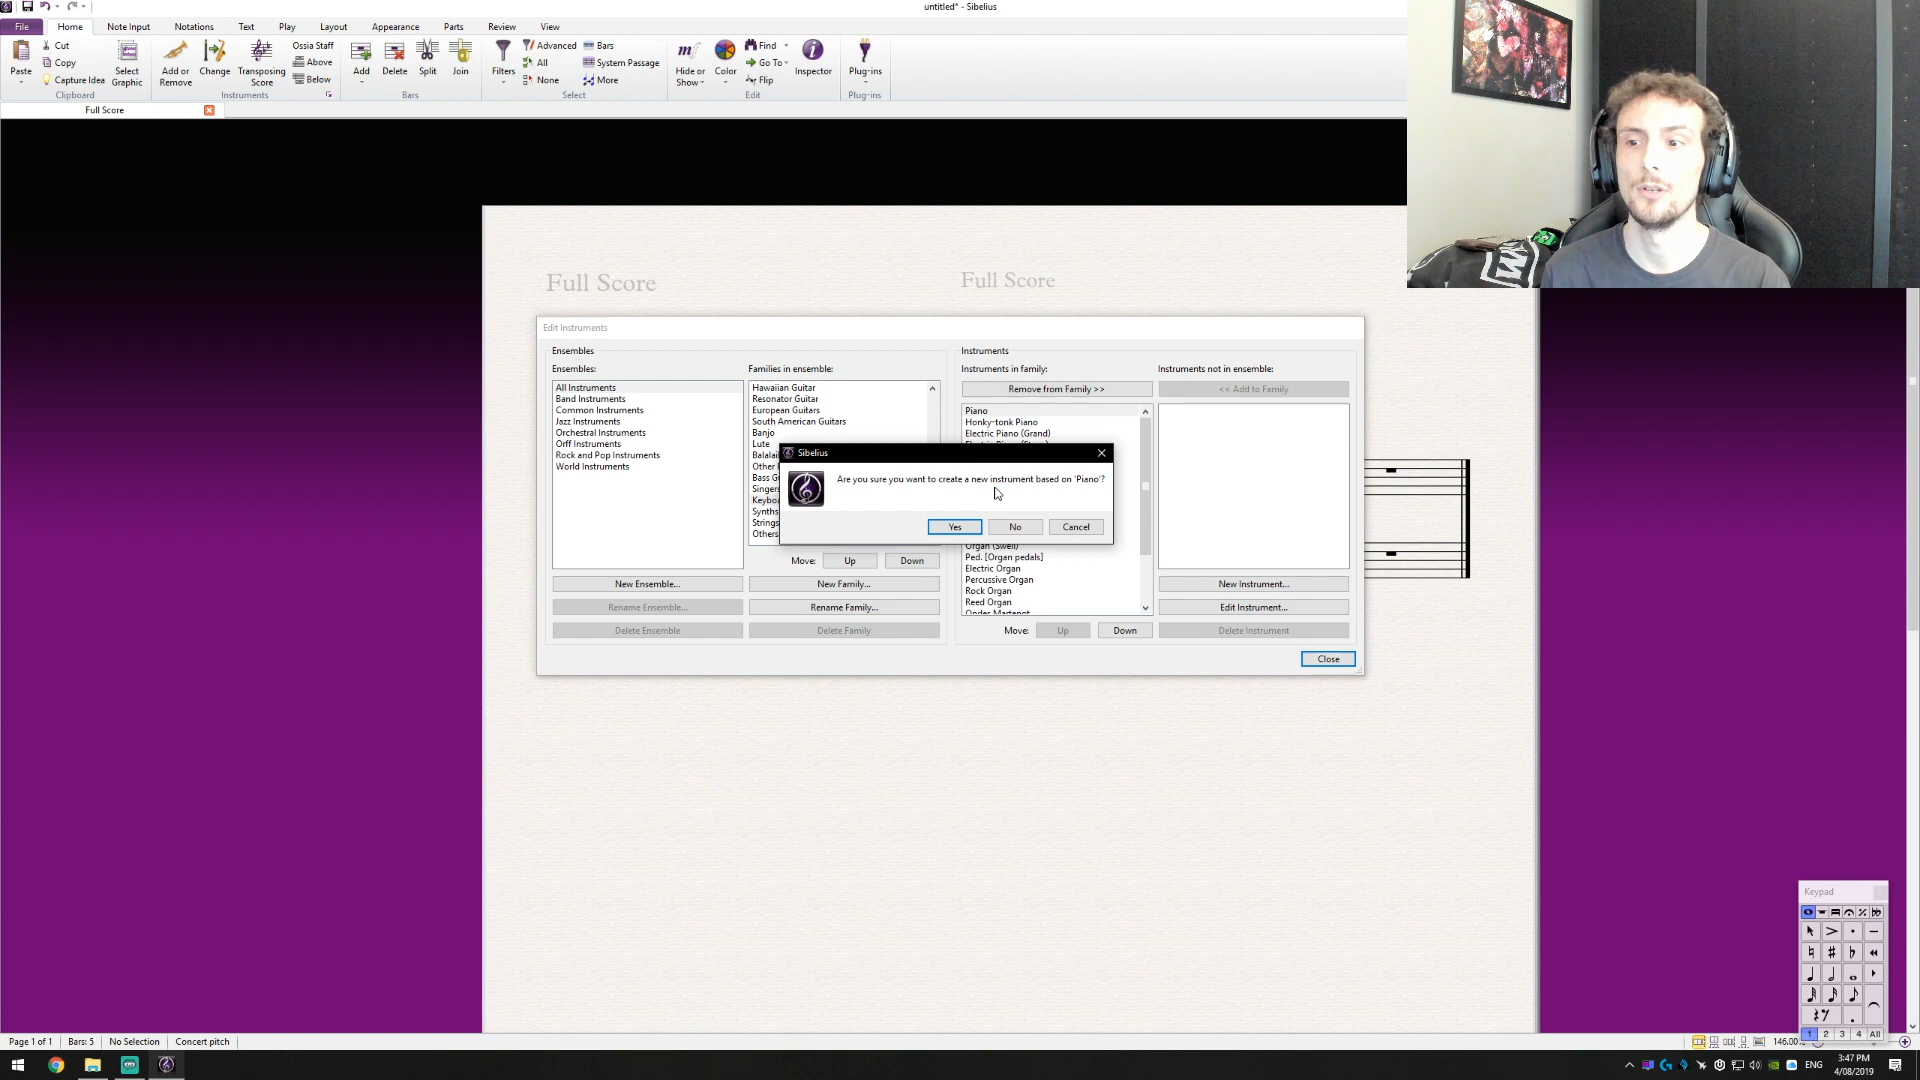 untitled* - Sibelius
File Home Note Input Notations Text Play Layout Appearance Parts Review View
Paste
Cut
Copy
Capture Idea
Select Graphic
Clipboard
Add or Remove
Change
Transposing Score
Ossia Staff
Above
Below
Instruments
Add
Delete
Split
Join
Bars
Filters
Advanced
All
None
Bars
System Passage
More
Select
Hide or Show
Color
Find
Go To
Flip
Inspector
Edit
Plug-ins
Plug-ins
Full Score
Full Score
Full Score
Edit Instruments
Ensembles
Ensembles:
All Instruments
Band Instruments
Common Instruments
Jazz Instruments
Orchestral Instruments
Orff Instruments
Rock and Pop Instruments
World Instruments
New Ensemble...
Rename Ensemble...
Delete Ensemble
Families in ensemble:
Hawaiian Guitar
Resonator Guitar
European Guitars
South American Guitars
Banjo
Lute
Move: Up Down
New Family...
Rename Family...
Delete Family
Instruments
Instruments in family:
Remove from Family >>
Piano
Honky-tonk Piano
Electric Piano (Grand)
Organ (Swell)
Ped. [Organ pedals]
Electric Organ
Percussive Organ
Rock Organ
Reed Organ
Move: Up Down
Instruments not in ensemble:
<< Add to Family
New Instrument...
Edit Instrument...
Delete Instrument
Close
Sibelius
Are you sure you want to create a new instrument based on 'Piano'?
Yes No Cancel
Keypad
1 2 3 4 All
Page 1 of 1 Bars: 5 No Selection Concert pitch
146.00
ENG
3:47 PM
4/08/2019